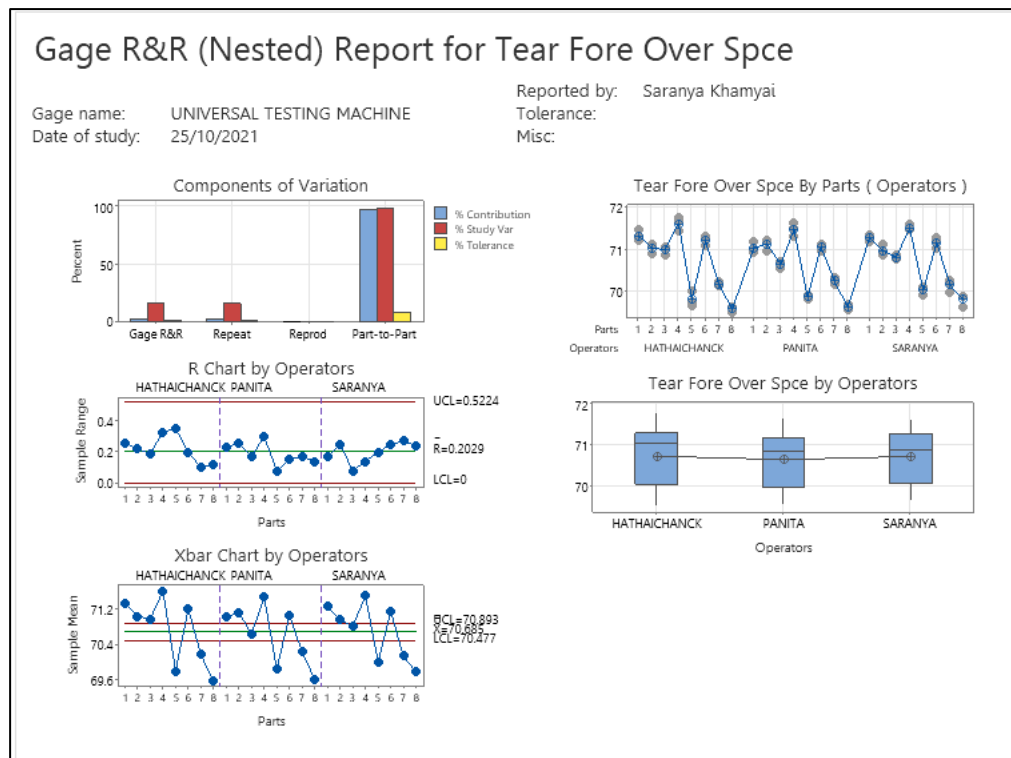 Gage R&R (Nested) Report for Tear Fore Over Spce
Reported by: Saranya Khamyai
Gage name: UNIVERSAL TESTING MACHINE
Tolerance:
Date of study: 25/10/2021
Misc:
Components of Variation
100
50
0
Percent
Gage R&R Repeat Reprod Part-to-Part
% Contribution
% Study Var
% Tolerance
Tear Fore Over Spce By Parts ( Operators )
72
71
70
Parts 1 2 3 4 5 6 7 8 1 2 3 4 5 6 7 8 1 2 3 4 5 6 7 8
Operators HATHAICHANCK PANITA SARANYA
R Chart by Operators
HATHAICHANCK PANITA SARANYA
UCL=0.5224
R̅=0.2029
LCL=0
0.4
0.2
0.0
Sample Range
1 2 3 4 5 6 7 8 1 2 3 4 5 6 7 8 1 2 3 4 5 6 7 8
Parts
Tear Fore Over Spce by Operators
72
71
70
HATHAICHANCK PANITA SARANYA
Operators
Xbar Chart by Operators
HATHAICHANCK PANITA SARANYA
UCL=70.893
X̿=70.685
LCL=70.477
71.2
70.4
69.6
Sample Mean
1 2 3 4 5 6 7 8 1 2 3 4 5 6 7 8 1 2 3 4 5 6 7 8
Parts